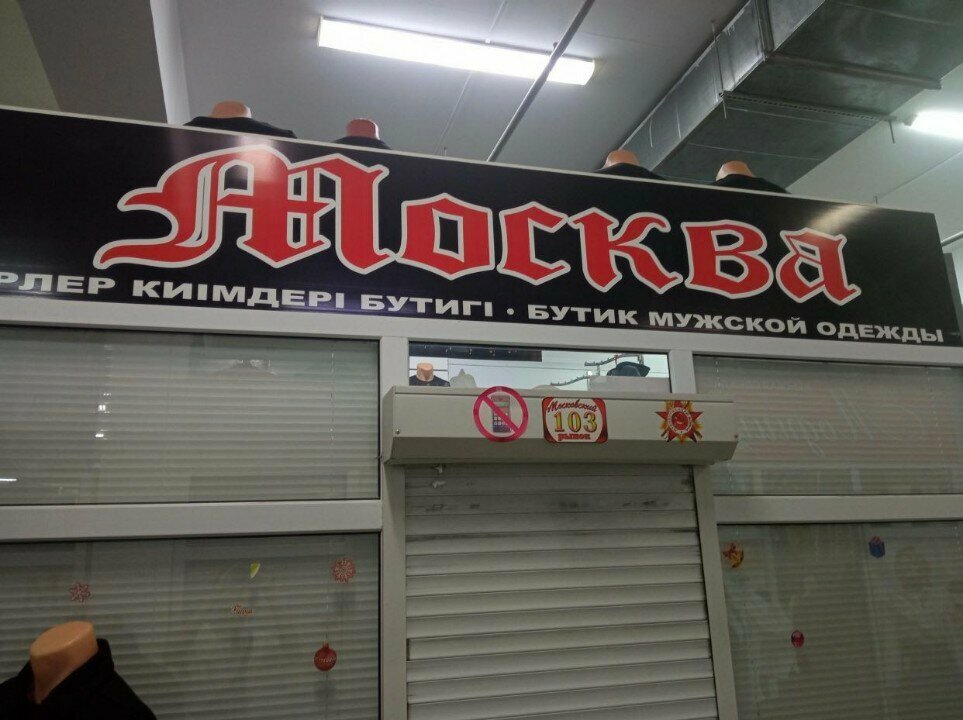 Москва
РЛЕР КИІМДЕРІ БУТИГІ · БУТИК МУЖСКОЙ ОДЕЖДЫ
Московский
103
рынок